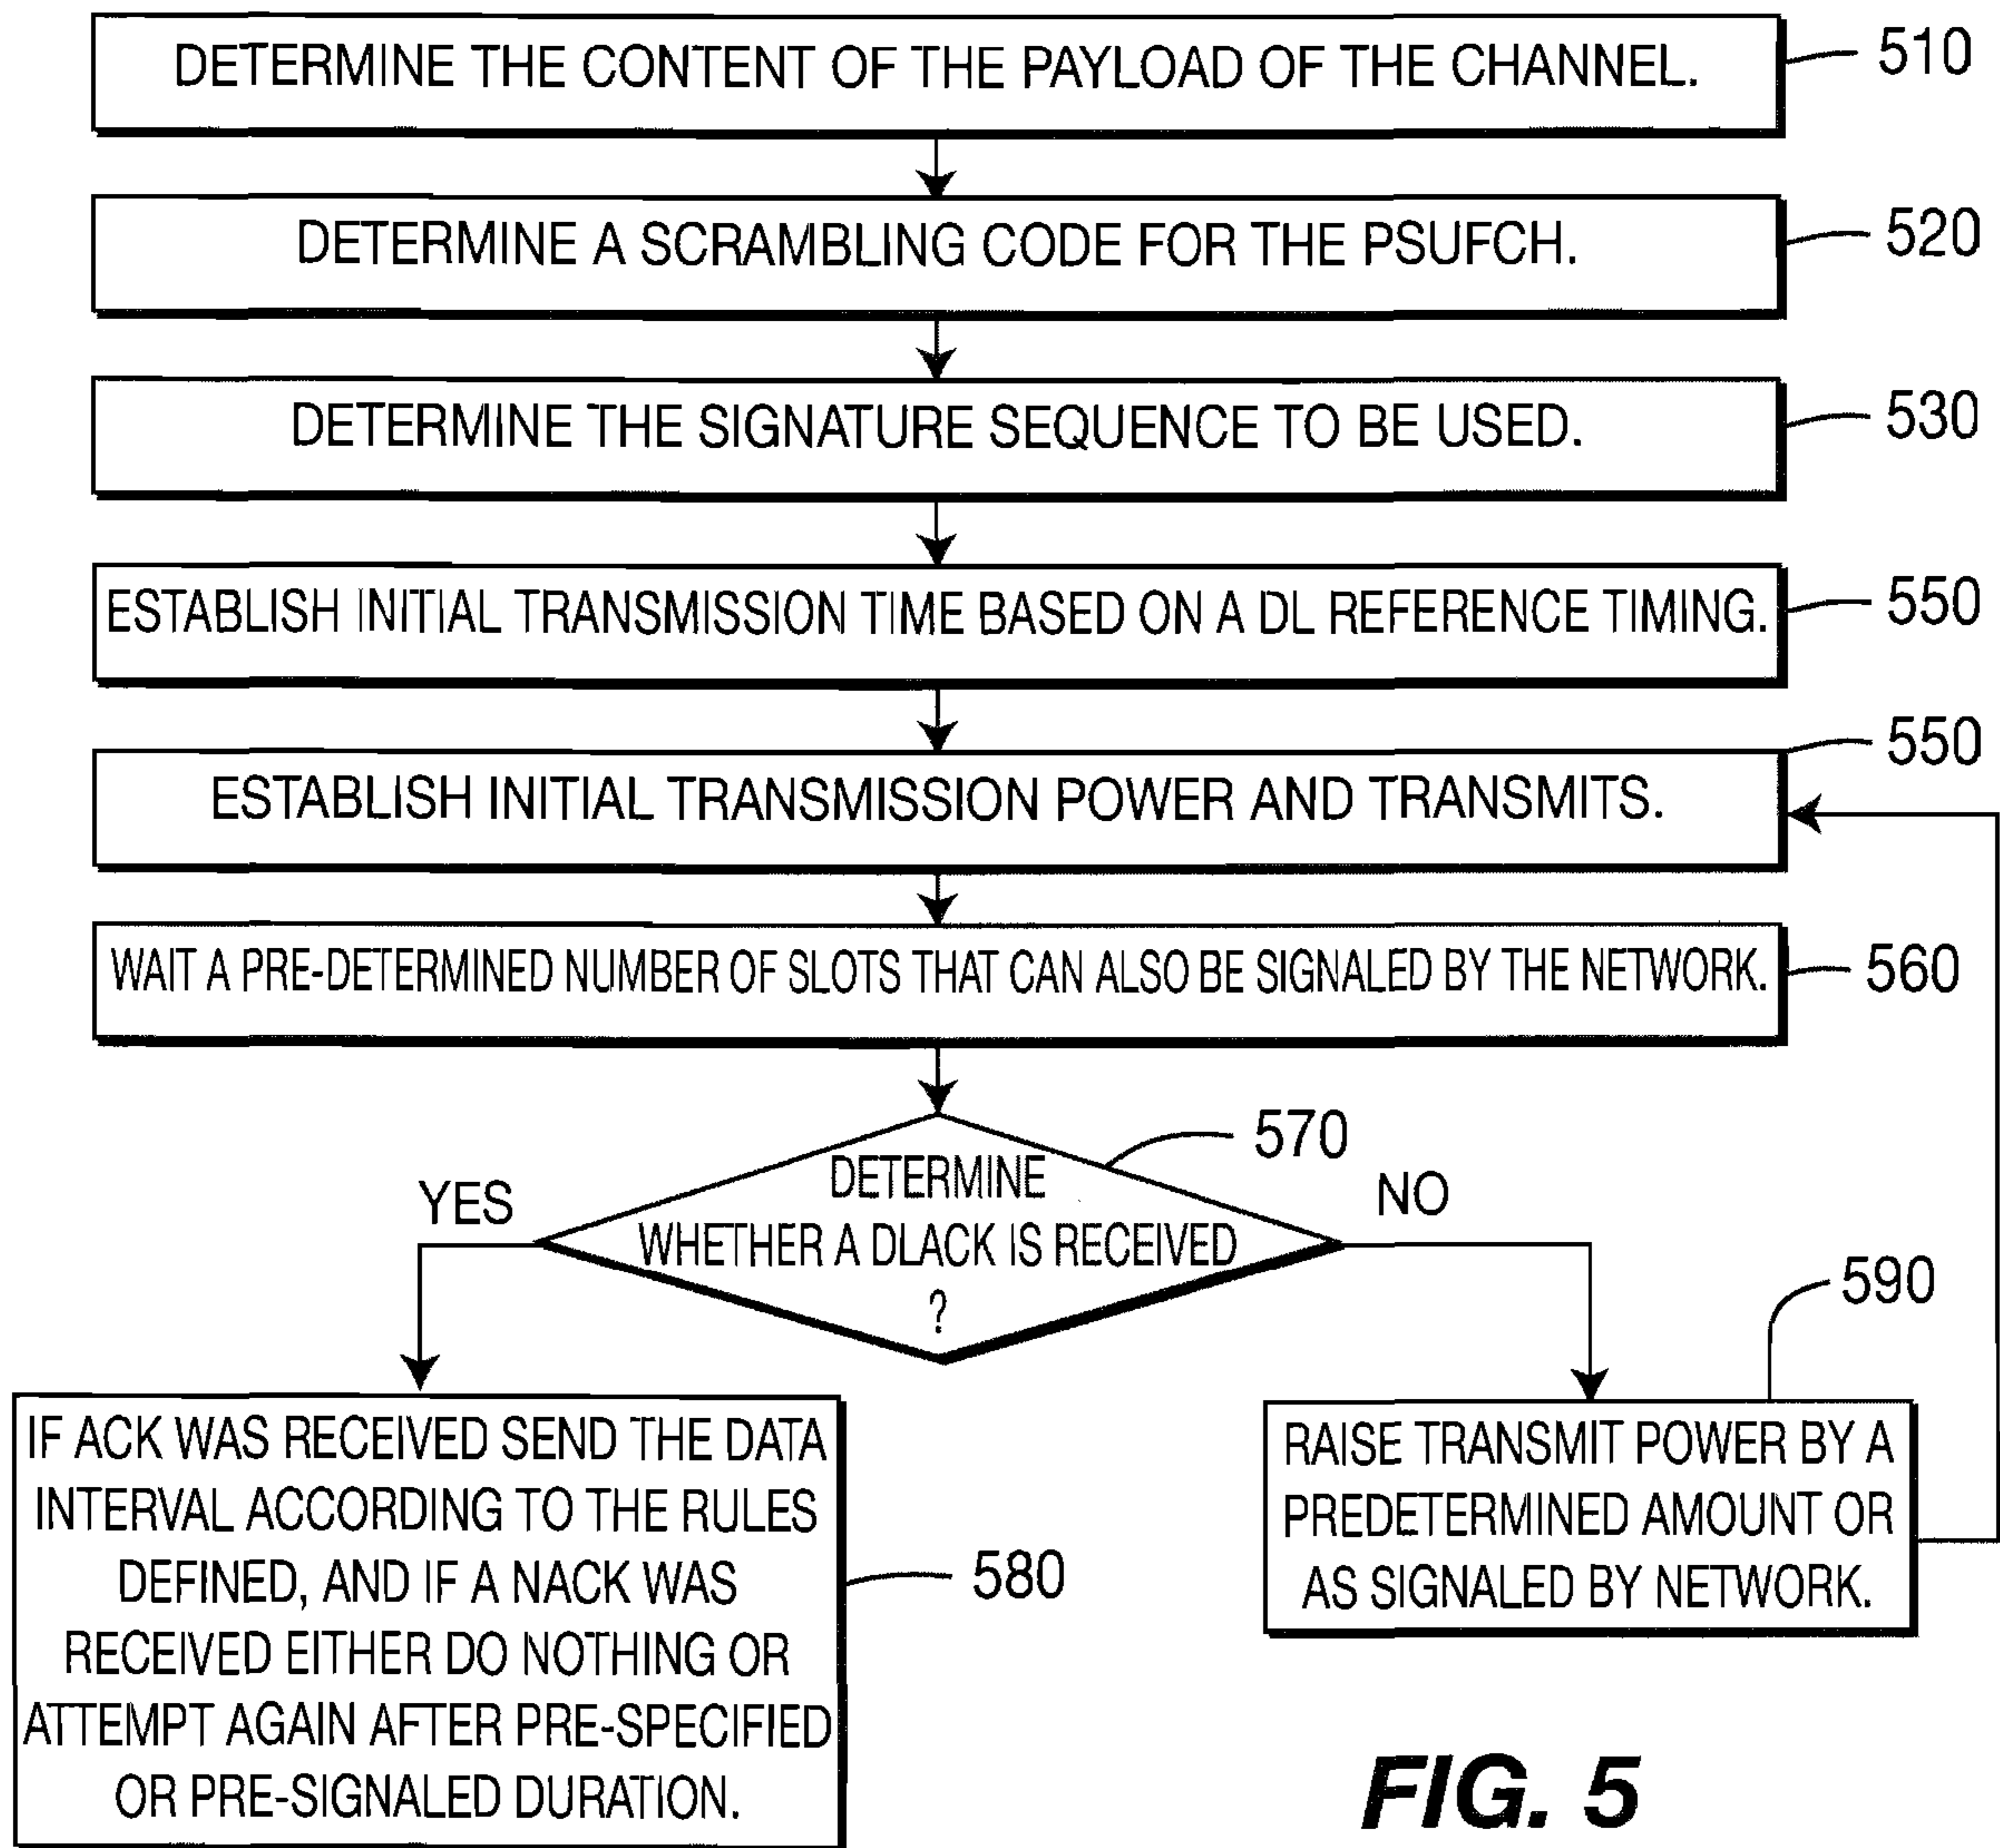 DETERMINE THE CONTENT OF THE PAYLOAD OF THE CHANNEL.
510
DETERMINE A SCRAMBLING CODE FOR THE PSUFCH.
520
DETERMINE THE SIGNATURE SEQUENCE TO BE USED.
530
ESTABLISH INITIAL TRANSMISSION TIME BASED ON A DL REFERENCE TIMING.
550
ESTABLISH INITIAL TRANSMISSION POWER AND TRANSMITS.
550
WAIT A PRE-DETERMINED NUMBER OF SLOTS THAT CAN ALSO BE SIGNALED BY THE NETWORK.
560
DETERMINE
WHETHER A DLACK IS RECEIVED
?
570
YES
NO
IF ACK WAS RECEIVED SEND THE DATA
INTERVAL ACCORDING TO THE RULES
DEFINED, AND IF A NACK WAS
RECEIVED EITHER DO NOTHING OR
ATTEMPT AGAIN AFTER PRE-SPECIFIED
OR PRE-SIGNALED DURATION.
580
590
RAISE TRANSMIT POWER BY A
PREDETERMINED AMOUNT OR
AS SIGNALED BY NETWORK.
FIG. 5